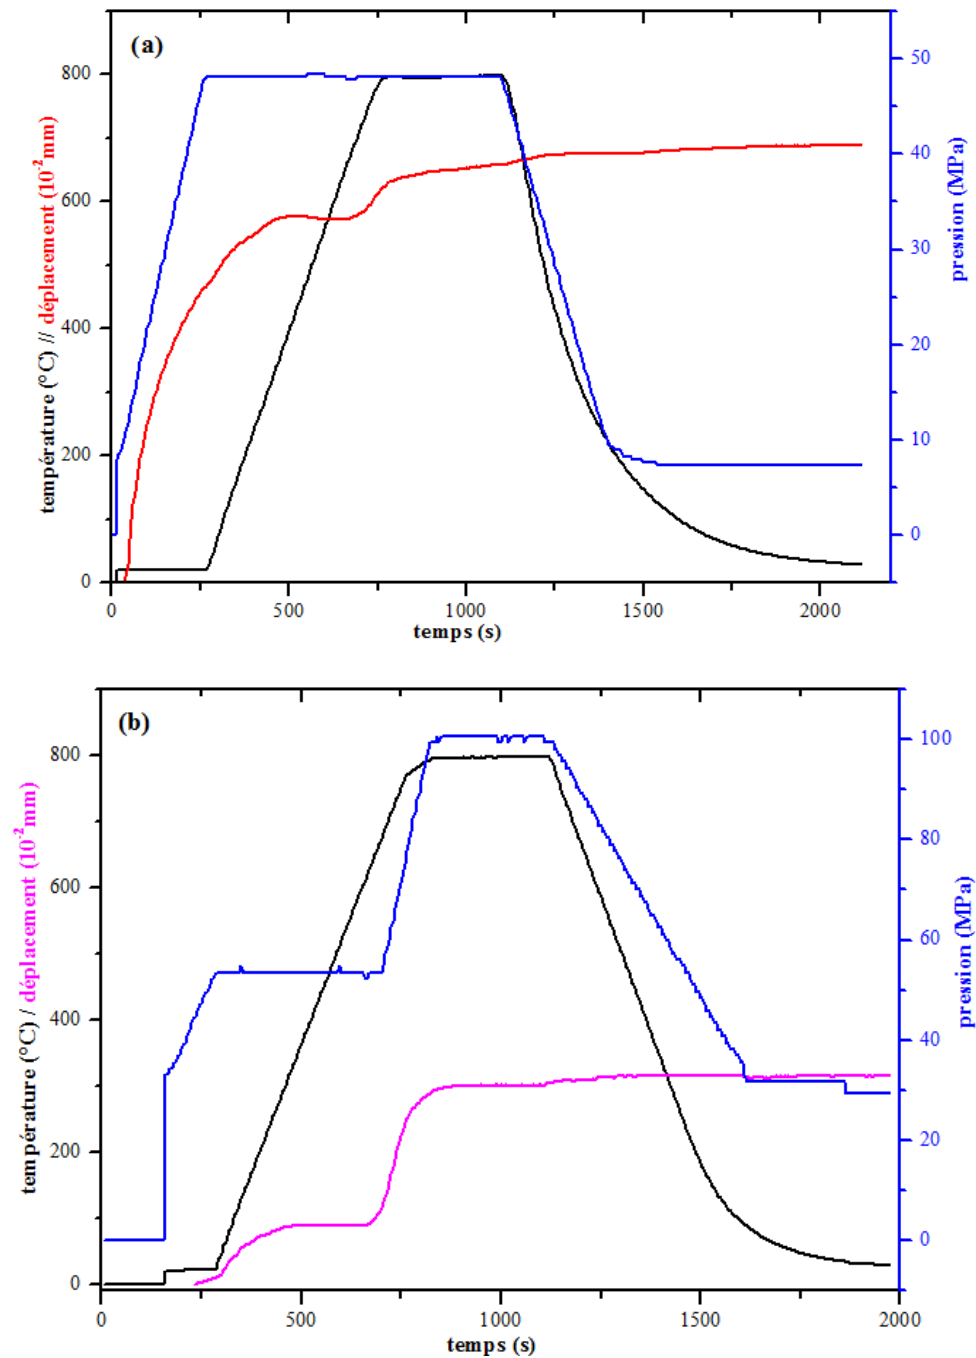 (a)
800
600
400
200
0
température (°C) // déplacement (10⁻²mm)
50
40
30
20
10
0
pression (MPa)
0 500 1000 1500 2000
temps (s)
(b)
800
600
400
200
0
température (°C) / déplacement (10⁻²mm)
100
80
60
40
20
0
pression (MPa)
0 500 1000 1500 2000
temps (s)